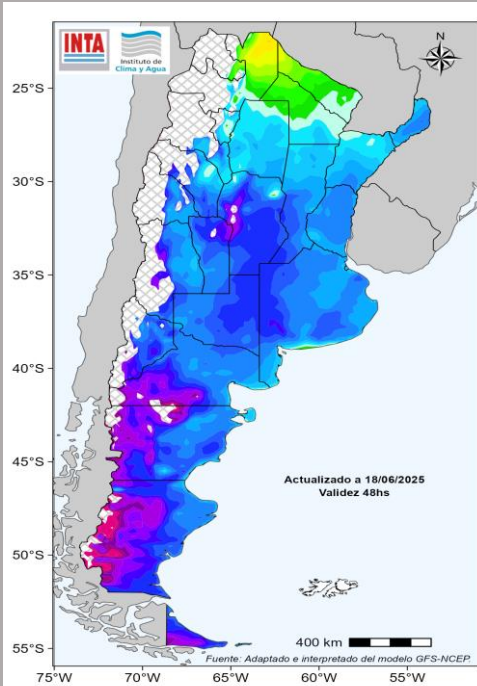 INTA
Instituto de
Clima y Agua
N
25°S
30°S
35°S
40°S
45°S
50°S
55°S
Actualizado a 18/06/2025
Validez 48hs
400 km
Fuente: Adaptado e interpretado del modelo GFS-NCEP.
75°W
70°W
65°W
60°W
55°W